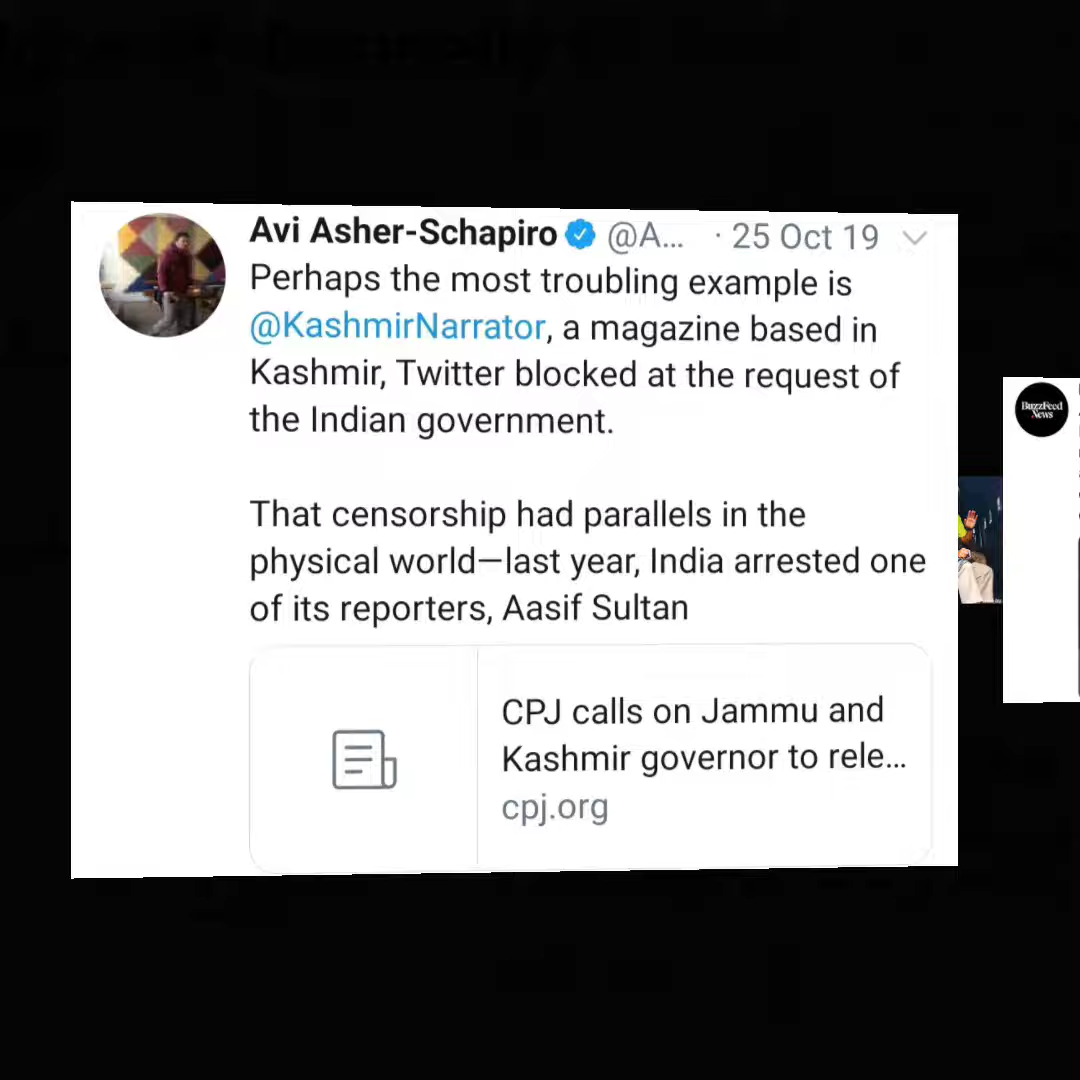 Avi Asher-Schapiro @A... · 25 Oct 19
Perhaps the most troubling example is
@KashmirNarrator, a magazine based in
Kashmir, Twitter blocked at the request of
the Indian government.
That censorship had parallels in the
physical world—last year, India arrested one
of its reporters, Aasif Sultan
CPJ calls on Jammu and
Kashmir governor to rele...
cpj.org
BuzzFeed
News